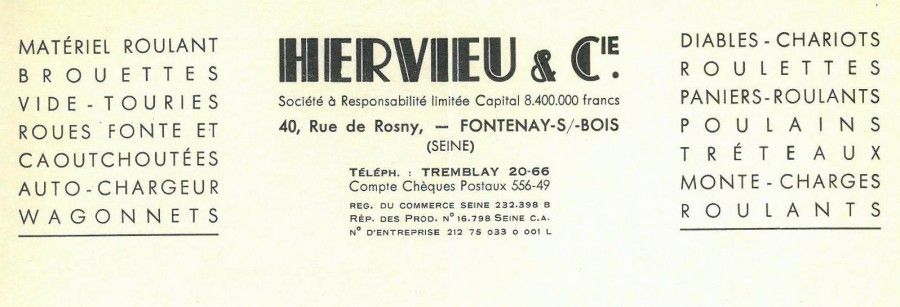 MATÉRIEL ROULANT
BROUETTES
VIDE - TOURIES
ROUES FONTE ET
CAOUTCHOUTÉES
AUTO - CHARGEUR
WAGONNETS
HERVIEU & CIE.
Société à Responsabilité limitée Capital 8.400.000 francs
40, Rue de Rosny, — FONTENAY-S/-BOIS
(SEINE)
TÉLÉPH. : TREMBLAY 20-66
Compte Chèques Postaux 556-49
REG. DU COMMERCE SEINE 232.398 B
RÉP. DES PROD. N° 16.798 SEINE C.A.
N° D'ENTREPRISE 212 75 033 0 001 L
DIABLES - CHARIOTS
ROULETTES
PANIERS-ROULANTS
POULAINS
TRÉTEAUX
MONTE - CHARGES
ROULANTS